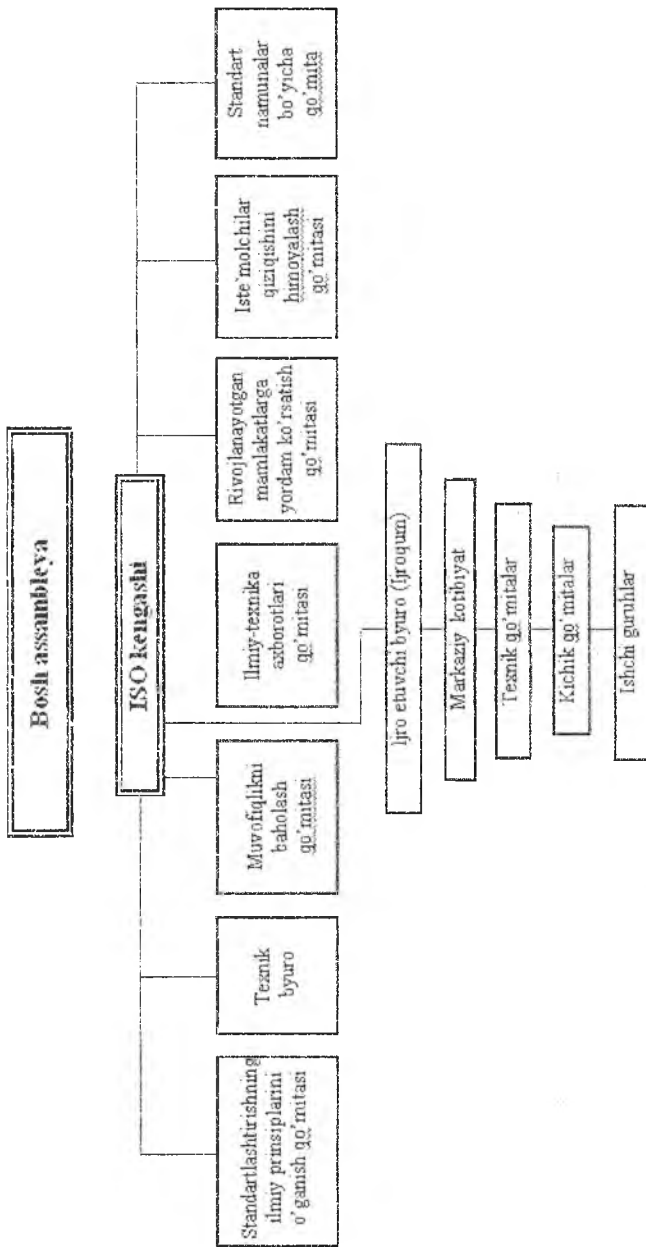 Bosh assambleya
ISO kengashi
Standartlashtirishning
ilmiy prinsiplarini
o'ganish qo'mitasi
Texnik
byuro
Muvofiqlikni
baholash
qo'mitasi
Ilmiy-texnika
axborotlari
qo'mitasi
Rivojlanayotgan
mamlakatlarga
yordam ko'rsatish
qo'mitasi
Iste`molchilar
qiziqishini
himoyalash
qo'mitasi
Standart
namunalar
bo'yicha
qo'mita
Ijro etuvchi byuro (Ijroqum)
Markaziy kotibiyat
Texnik qo'mitalar
Kichik qo'mitalar
Ishchi guruhlar